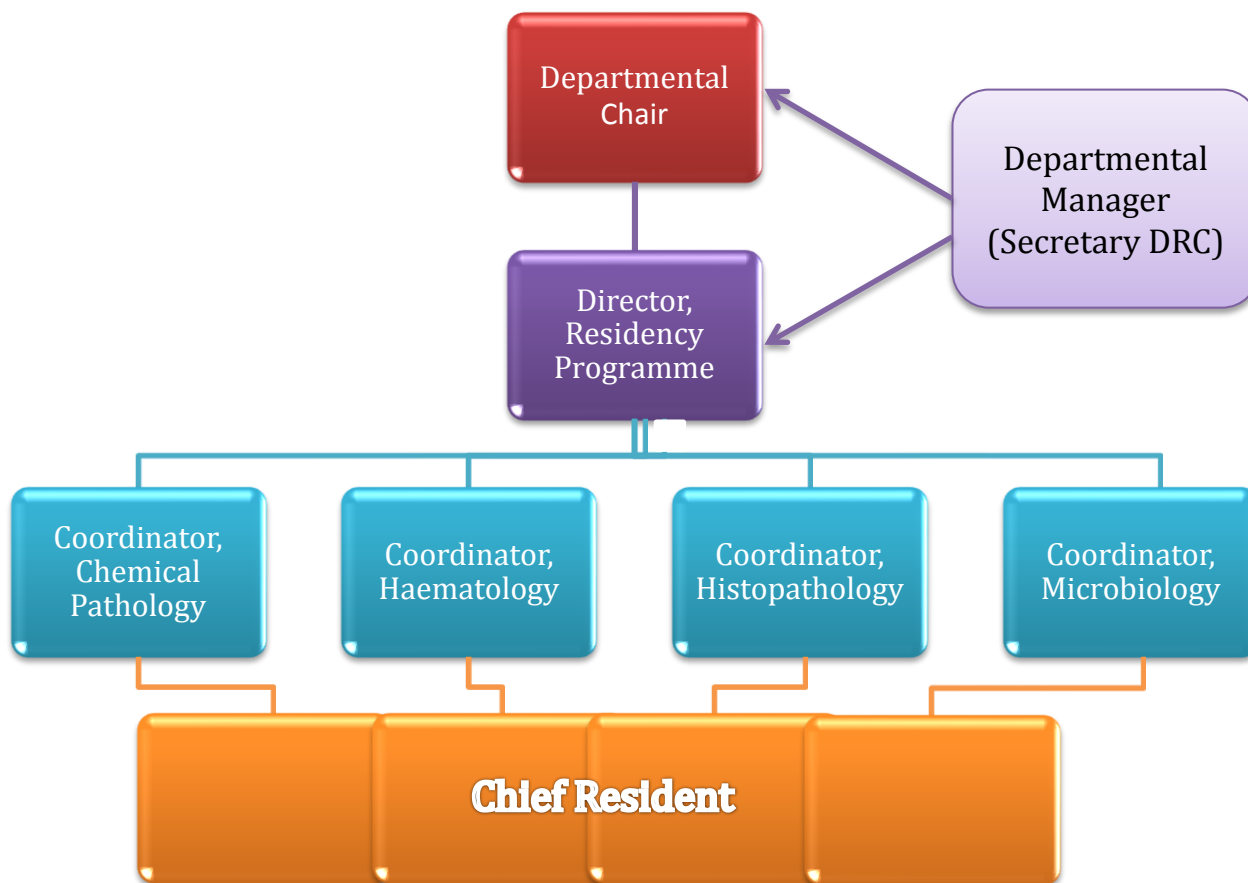 Departmental
Chair
Departmental
Manager
(Secretary DRC)
Director,
Residency
Programme
Coordinator,
Chemical
Pathology
Coordinator,
Haematology
Coordinator,
Histopathology
Coordinator,
Microbiology
Chief Resident